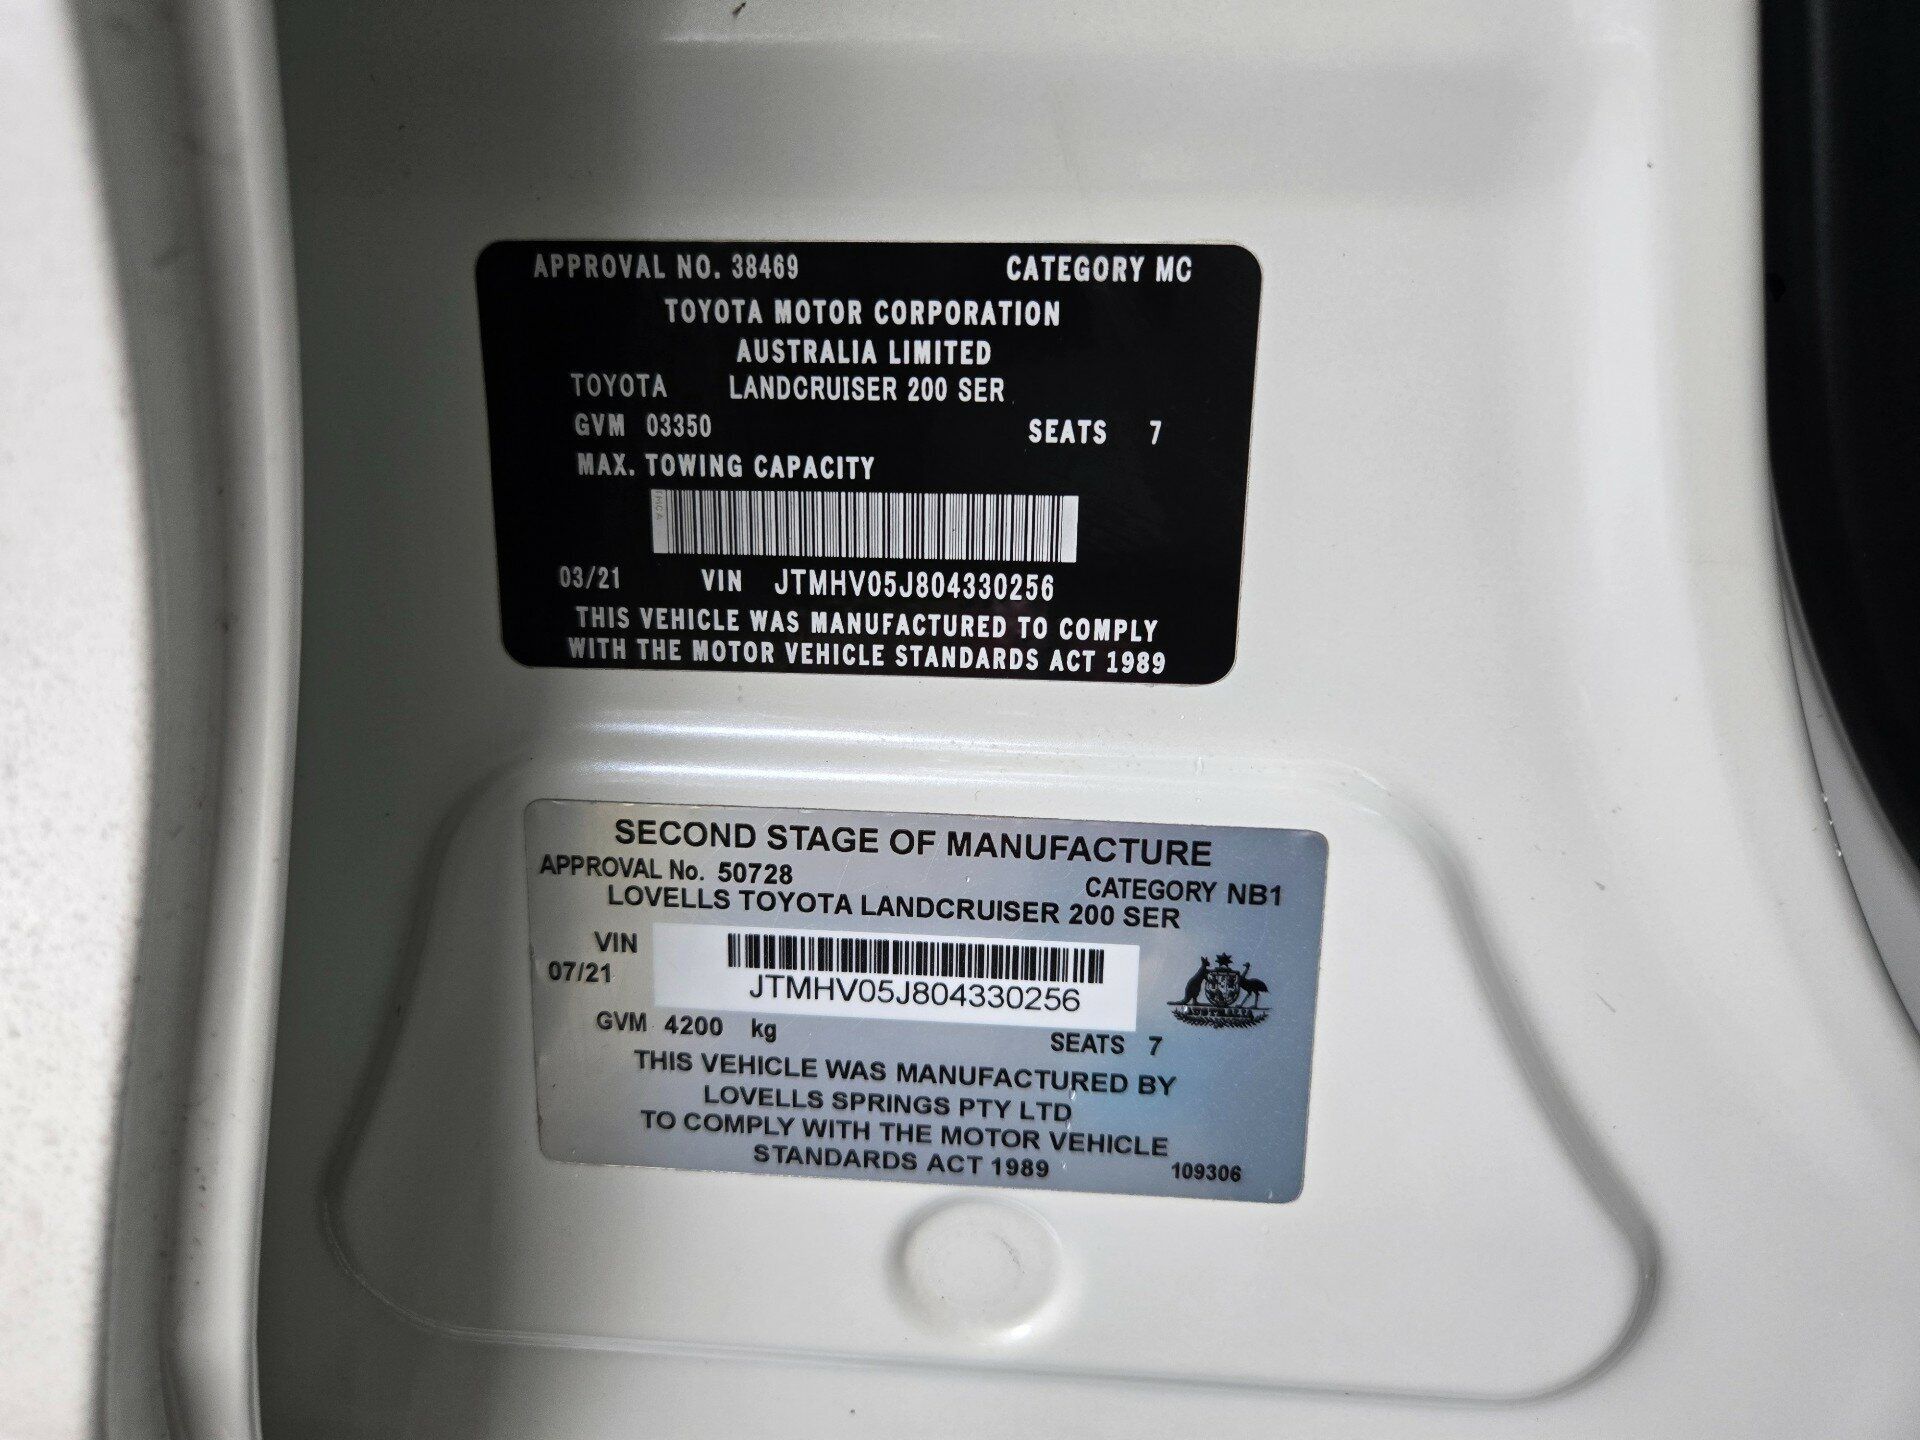 APPROVAL NO. 38469 CATEGORY MC
TOYOTA MOTOR CORPORATION
AUSTRALIA LIMITED
TOYOTA LANDCRUISER 200 SER
GVM 03350 SEATS 7
MAX. TOWING CAPACITY
03/21 VIN JTMHV05J804330256
THIS VEHICLE WAS MANUFACTURED TO COMPLY
WITH THE MOTOR VEHICLE STANDARDS ACT 1989
SECOND STAGE OF MANUFACTURE
APPROVAL No. 50728 CATEGORY NB1
LOVELLS TOYOTA LANDCRUISER 200 SER
VIN
07/21 JTMHV05J804330256
AUSTRALIA
GVM 4200 kg SEATS 7
THIS VEHICLE WAS MANUFACTURED BY
LOVELLS SPRINGS PTY LTD
TO COMPLY WITH THE MOTOR VEHICLE
STANDARDS ACT 1989 109306